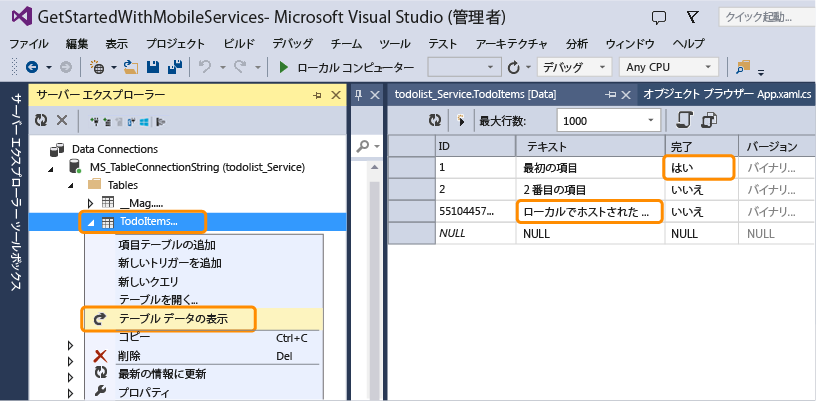 GetStartedWithMobileServices- Microsoft Visual Studio (管理者)
クイック起動...
ファイル 編集 表示 プロジェクト ビルド デバッグ チーム ツール テスト アーキテクチャ 分析 ウィンドウ ヘルプ
ローカル コンピューター デバッグ Any CPU
サーバー エクスプローラー ツールボックス
サーバー エクスプローラー
Data Connections
MS_TableConnectionString (todolist_Service)
Tables
__Mag.....
TodoItems...
項目テーブルの追加
新しいトリガーを追加
新しいクエリ
テーブルを開く...
テーブル データの表示
コピー Ctrl+C
削除 Del
最新の情報に更新
プロパティ
todolist_Service.TodoItems [Data] オブジェクト ブラウザー App.xaml.cs
最大行数: 1000
ID テキスト 完了 バージョン
1 最初の項目 はい バイナリ...
2 2 番目の項目 いいえ バイナリ...
55104457... ローカルでホストされた ... いいえ バイナリ...
NULL NULL NULL NULL